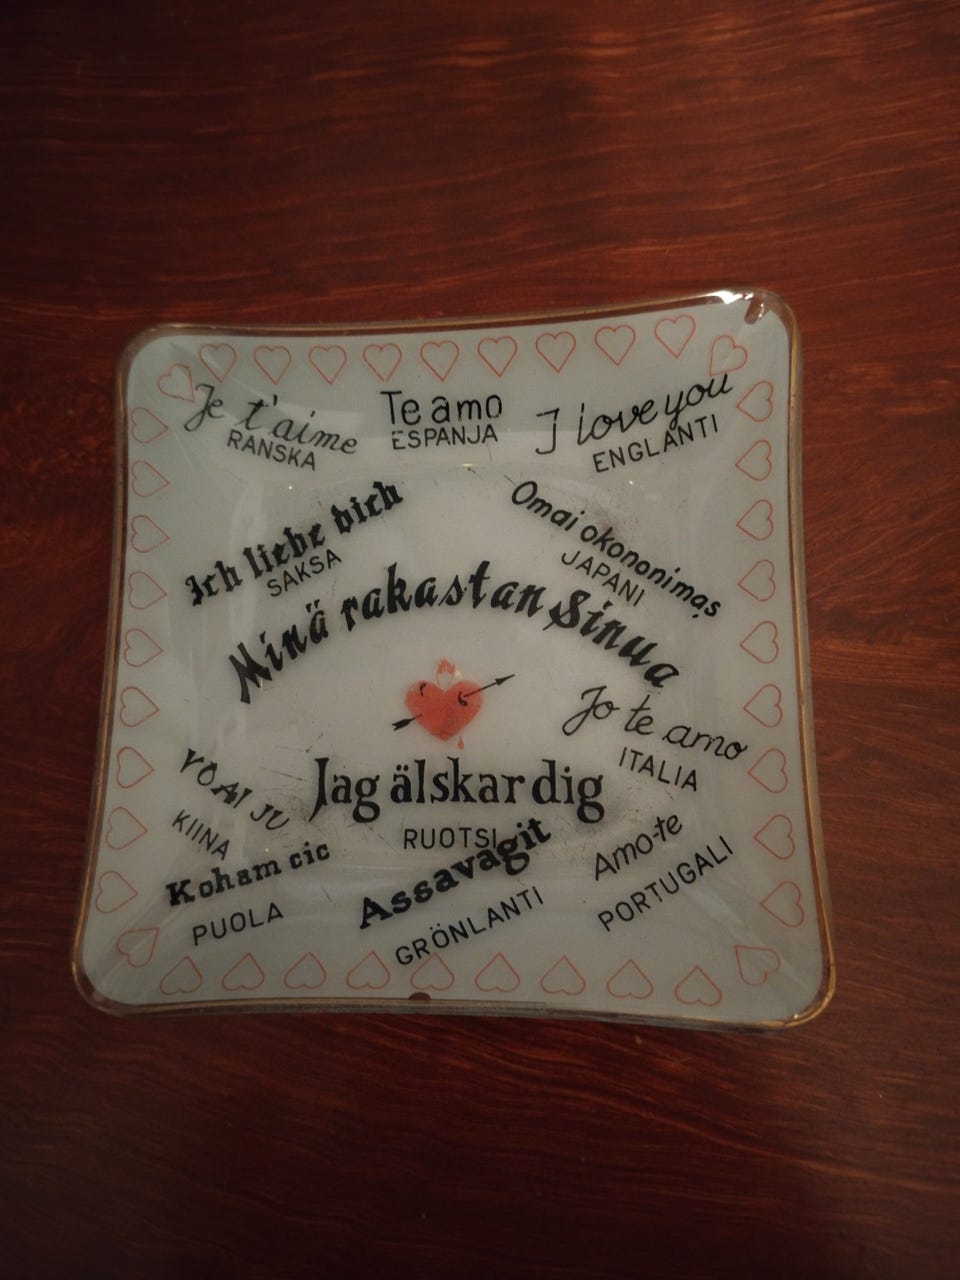 Je t'aime
RANSKA
Te amo
ESPANJA
I love you
ENGLANTI
Ich liebe dich
SAKSA
Omai okononimas
JAPANI
Minä rakastan Sinua
Jo te amo
ITALIA
Jag älskar dig
RUOTSI
YOAI JU
KIINA
Koham cic
PUOLA
Assavagit
GRÖNLANTI
Amo-te
PORTUGALI